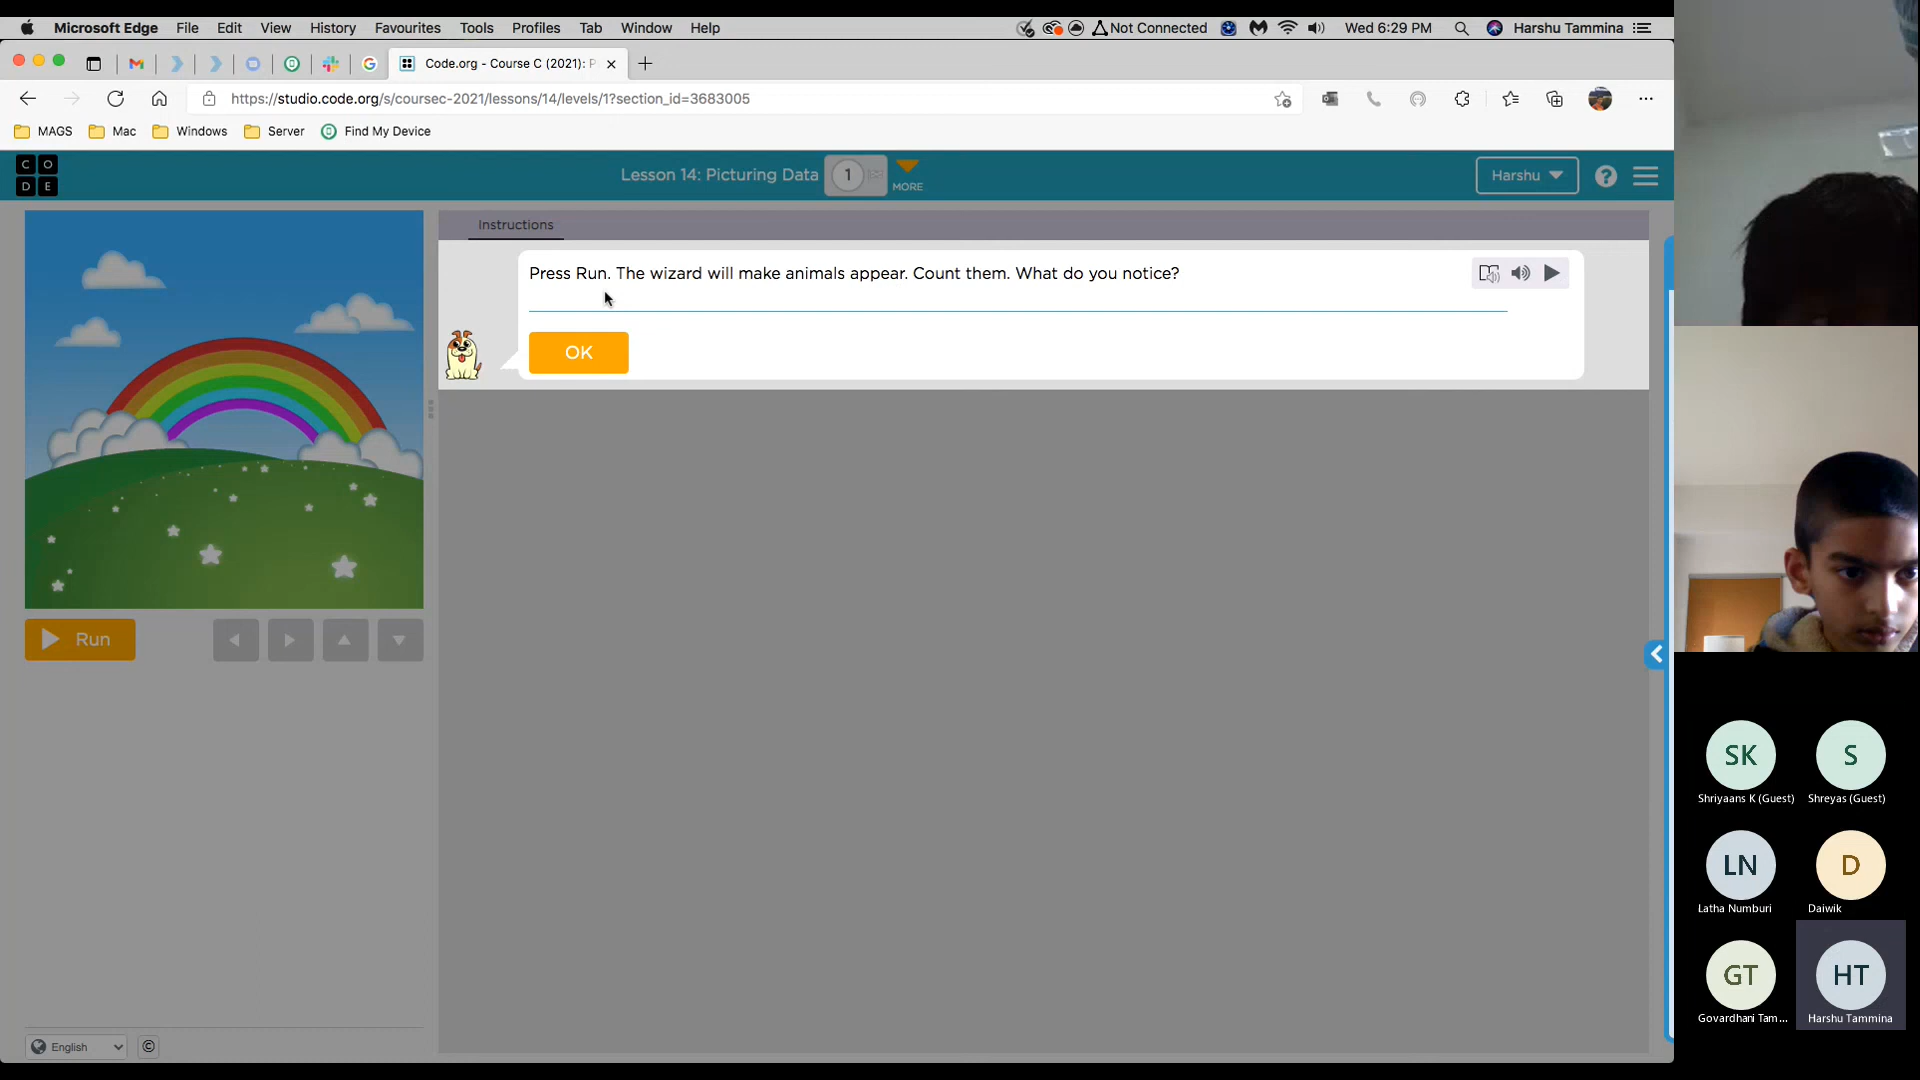 Microsoft Edge File Edit View History Favourites Tools Profiles Tab Window Help Not Connected Wed 6:29 PM Harshu Tammina
Code.org - Course C (2021): P
https://studio.code.org/s/coursec-2021/lessons/14/levels/1?section_id=3683005
MAGS Mac Windows Server Find My Device
C O
D E
Lesson 14: Picturing Data 1 MORE Harshu ?
Instructions
Press Run. The wizard will make animals appear. Count them. What do you notice?
OK
Run
English ©
SK S
Shriyaans K (Guest) Shreyas (Guest)
LN D
Latha Numburi Daiwik
GT HT
Govardhani Tam... Harshu Tammina